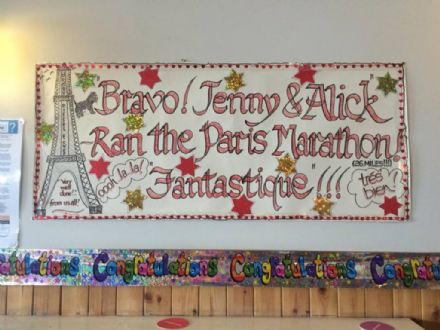 "Bravo! Jenny & Alick"
Ran the Paris Marathon!
(26 MILES!!!)
"Fantastique"!!!
oooh la la!
très
bien
Very
well
done
from us all!
Congratulations Congratulations Congratulations Congratulations